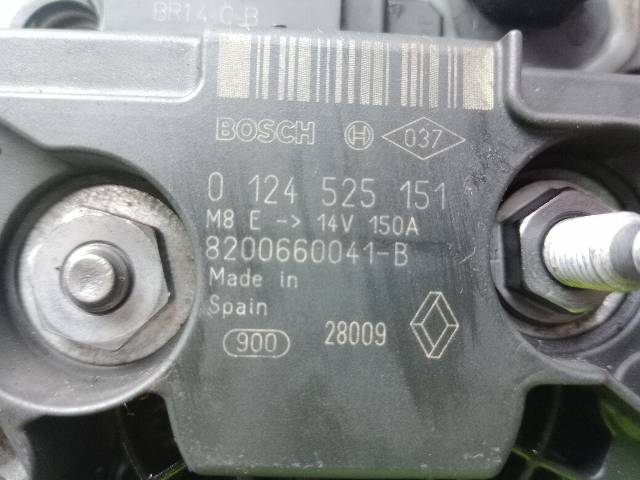 BR14.C-B
BOSCH 037
0 124 525 151
M8 E -> 14V 150A
8200660041-B
Made in
Spain
900 28009